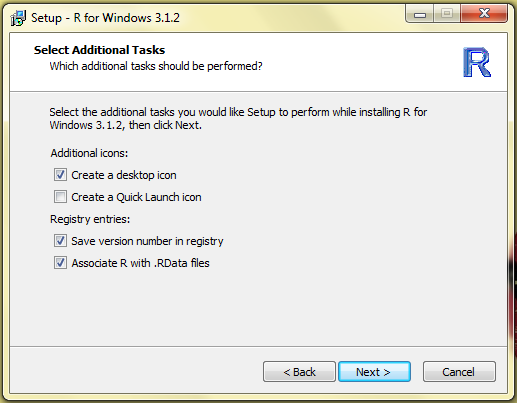 Setup - R for Windows 3.1.2
Select Additional Tasks
Which additional tasks should be performed?
R
Select the additional tasks you would like Setup to perform while installing R for
Windows 3.1.2, then click Next.
Additional icons:
Create a desktop icon
Create a Quick Launch icon
Registry entries:
Save version number in registry
Associate R with .RData files
< Back Next > Cancel